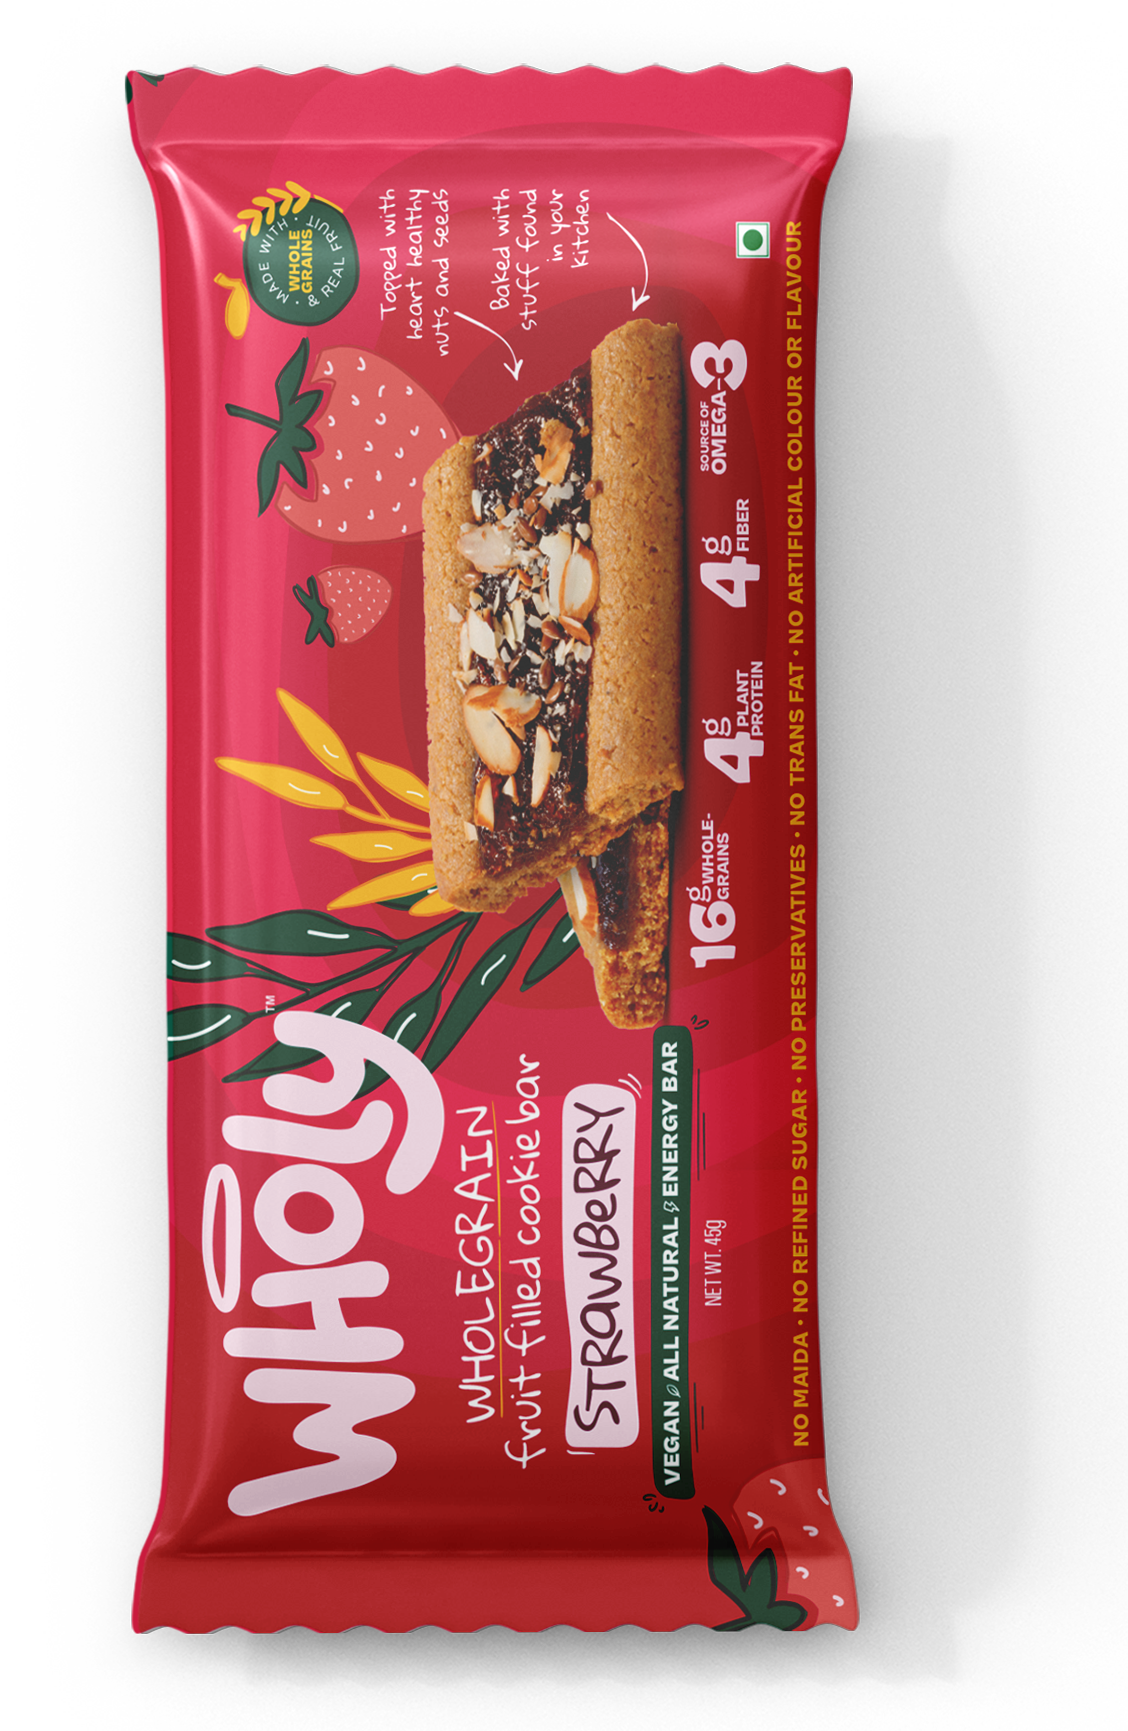 WHOLY™
WHOLEGRAIN
fruit filled cookie bar
STRAWBERRY
VEGAN ALL NATURAL ENERGY BAR
NET WT. 45g
MADE WITH
WHOLE
GRAINS
& REAL FRUIT
Topped with
heart healthy
nuts and seeds
Baked with
stuff found
in your
kitchen
16g WHOLE-
GRAINS
4g PLANT
PROTEIN
4g FIBER
SOURCE OF
OMEGA-3
NO MAIDA • NO REFINED SUGAR • NO PRESERVATIVES • NO TRANS FAT • NO ARTIFICIAL COLOUR OR FLAVOUR